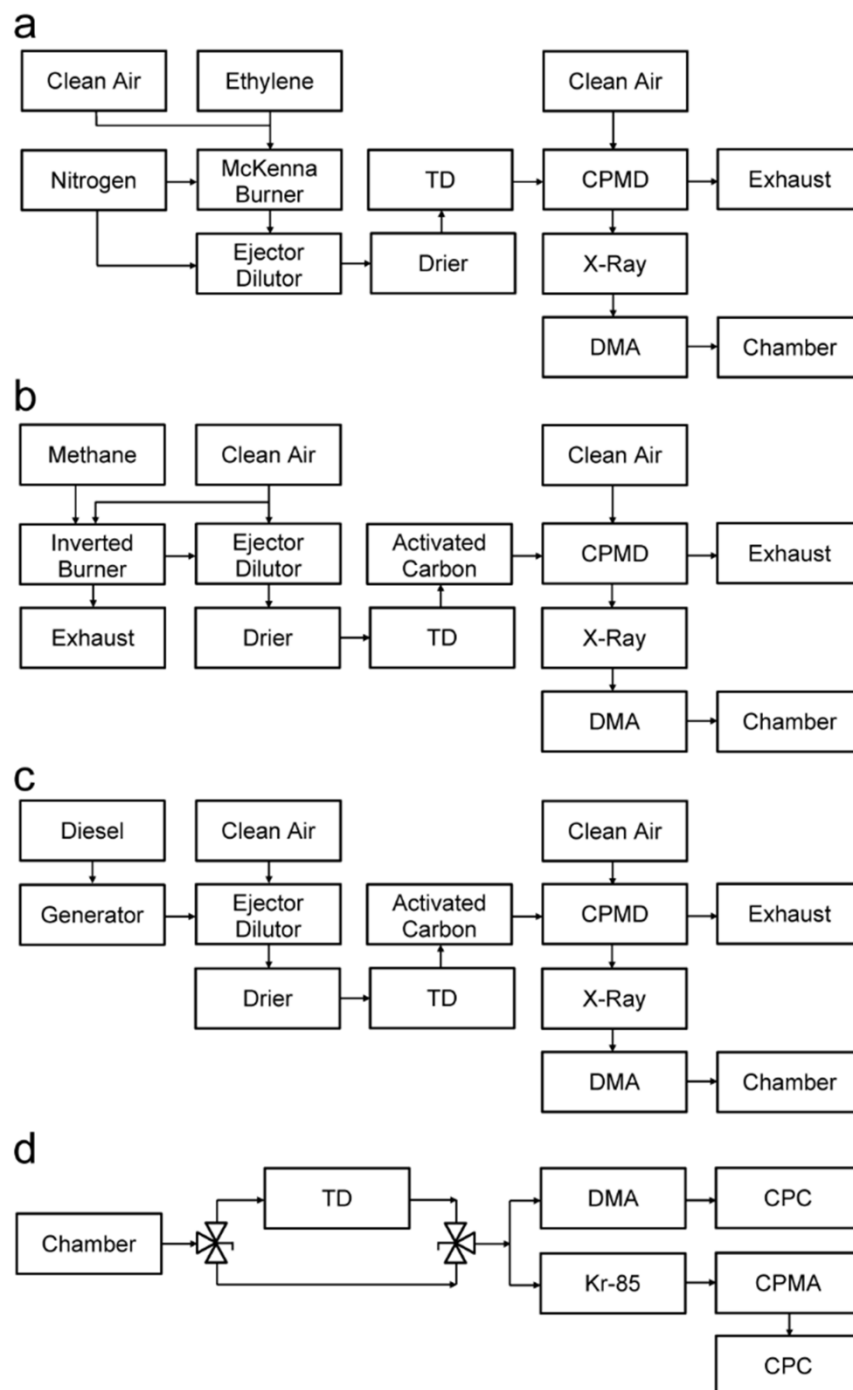 a
Clean Air
Ethylene
Clean Air
Nitrogen
McKenna
Burner
TD
CPMD
Exhaust
Ejector
Dilutor
Drier
X-Ray
DMA
Chamber
b
Methane
Clean Air
Clean Air
Inverted
Burner
Ejector
Dilutor
Activated
Carbon
CPMD
Exhaust
Exhaust
Drier
TD
X-Ray
DMA
Chamber
c
Diesel
Clean Air
Clean Air
Generator
Ejector
Dilutor
Activated
Carbon
CPMD
Exhaust
Drier
TD
X-Ray
DMA
Chamber
d
TD
DMA
CPC
Chamber
Kr-85
CPMA
CPC